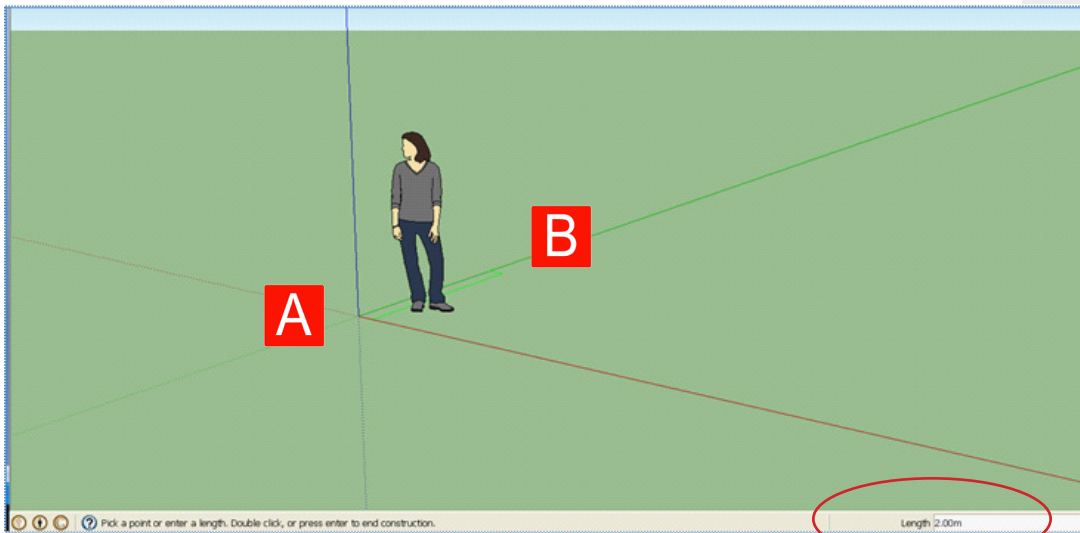 B
A
Pick a point or enter a length. Double click, or press enter to end construction.
Length 2.00m